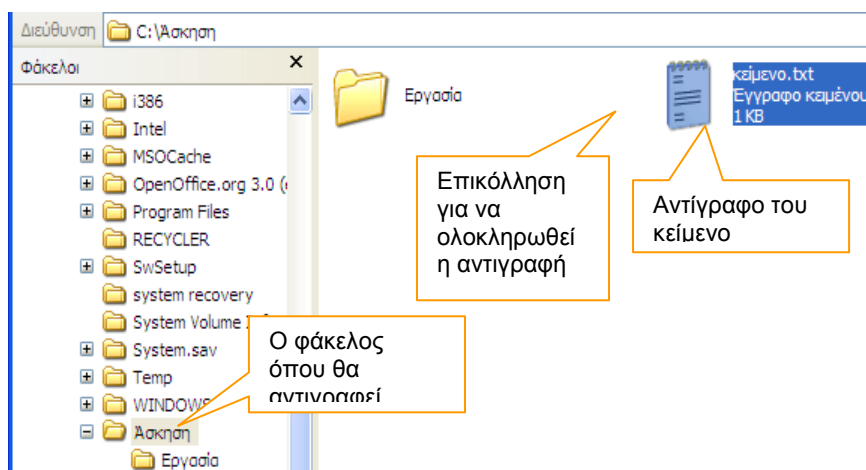 Διεύθυνση C:\Άσκηση
Φάκελοι
i386
Intel
MSOCache
OpenOffice.org 3.0 (
Program Files
RECYCLER
SwSetup
system recovery
System Volume
System.sav
Temp
WINDOWS
Άσκηση
Εργασία
Εργασία
κείμενο.txt
Έγγραφο κειμένου
1 KB
Επικόλληση
για να
ολοκληρωθεί
η αντιγραφή
Αντίγραφο του
κείμενο
Ο φάκελος
όπου θα
αντιγραφεί